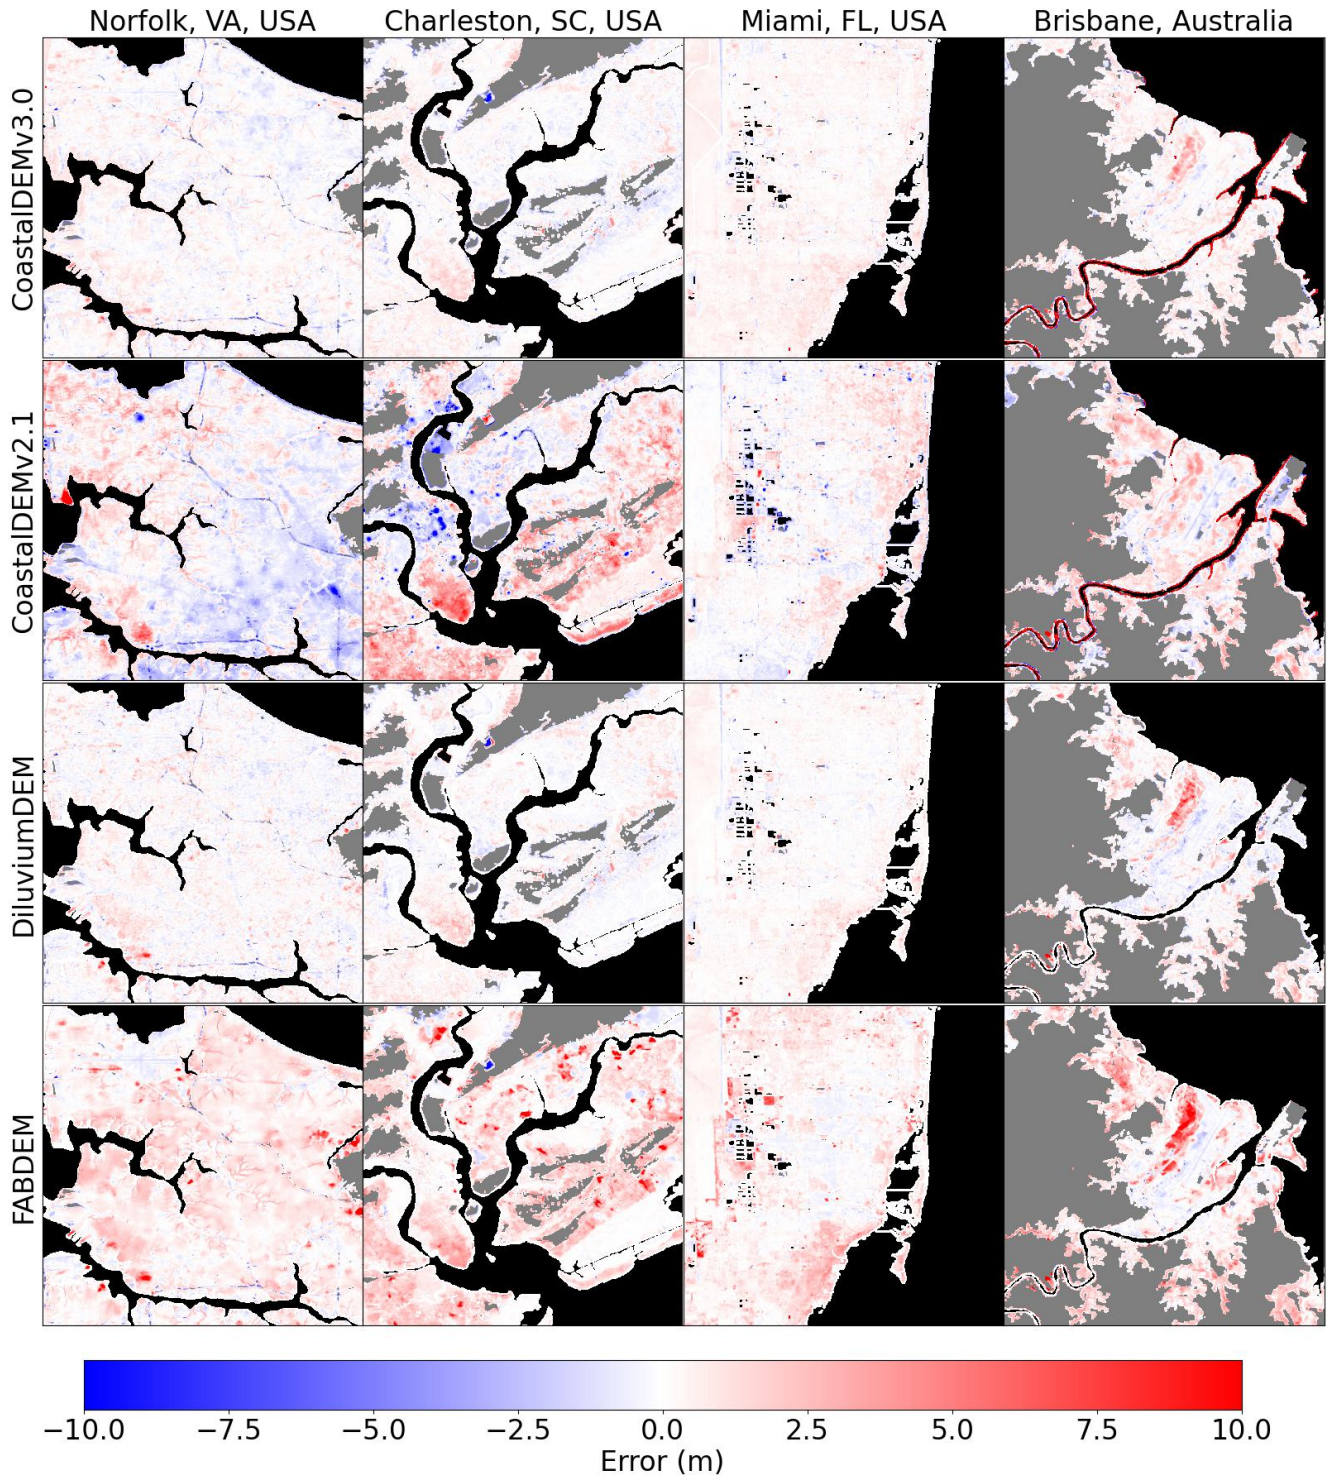 Norfolk, VA, USA
Charleston, SC, USA
Miami, FL, USA
Brisbane, Australia
CoastalDEMv3.0
CoastalDEMv2.1
DiluviumDEM
FABDEM
−10.0
−7.5
−5.0
−2.5
0.0
2.5
5.0
7.5
10.0
Error (m)